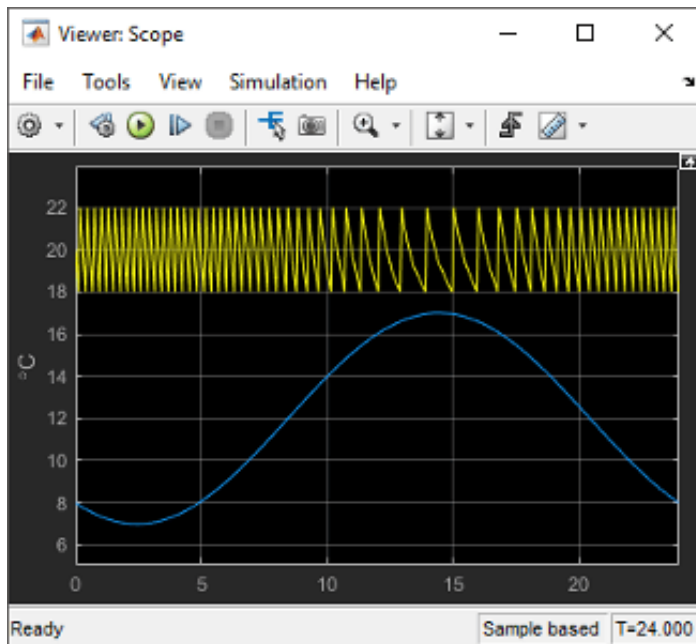 Viewer: Scope
File Tools View Simulation Help
22
20
18
16
14
12
10
8
6
°C
0 5 10 15 20
Ready Sample based T=24.000